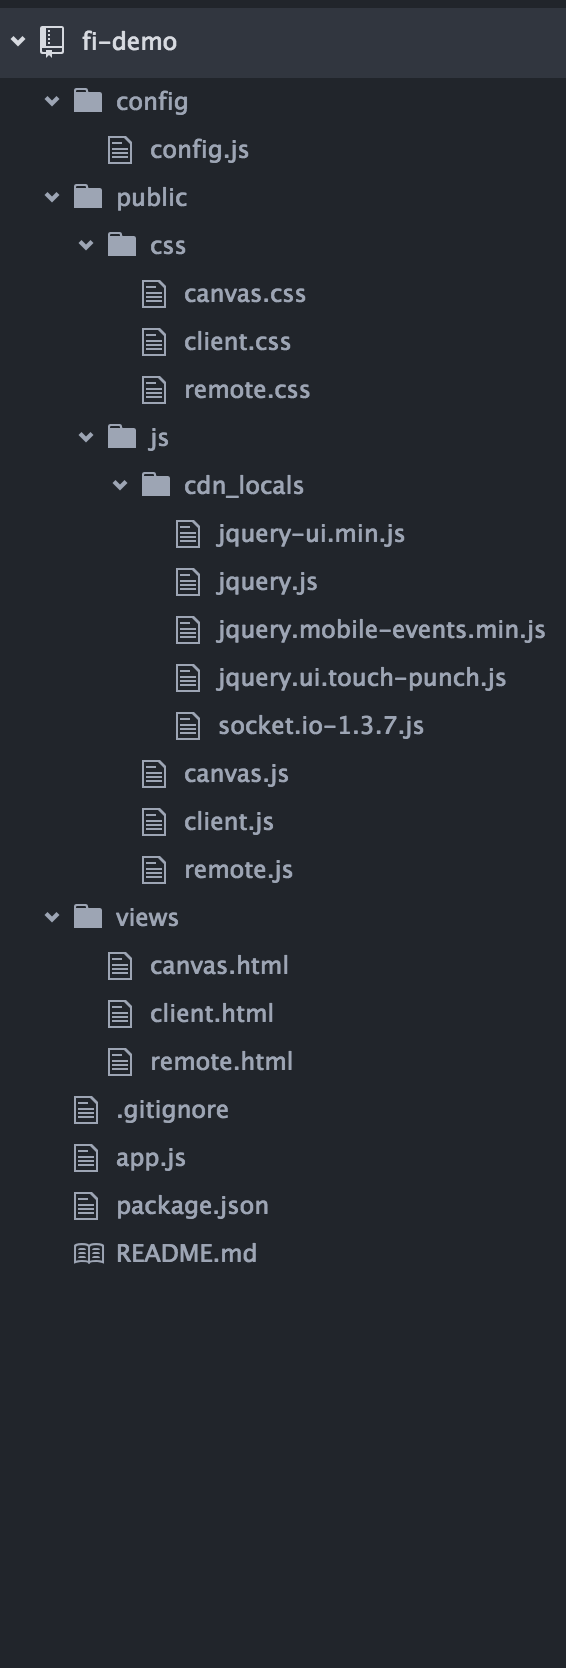 fi-demo
config
config.js
public
css
canvas.css
client.css
remote.css
js
cdn_locals
jquery-ui.min.js
jquery.js
jquery.mobile-events.min.js
jquery.ui.touch-punch.js
socket.io-1.3.7.js
canvas.js
client.js
remote.js
views
canvas.html
client.html
remote.html
.gitignore
app.js
package.json
README.md